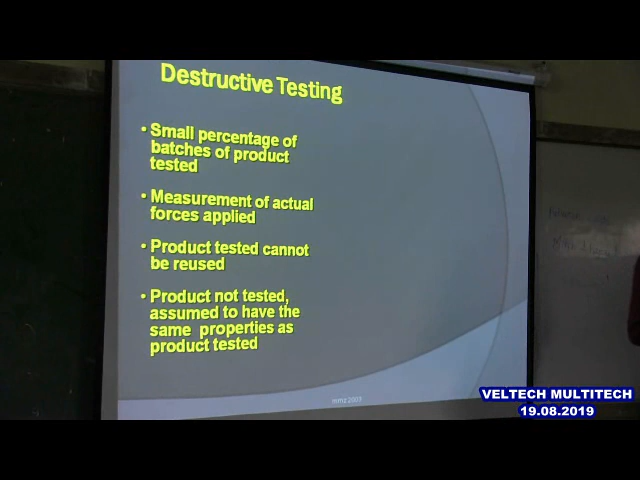 Destructive Testing
• Small percentage of
batches of product
tested
• Measurement of actual
forces applied
• Product tested cannot
be reused
• Product not tested,
assumed to have the
same properties as
product tested
VELTECH MULTITECH
19.08.2019